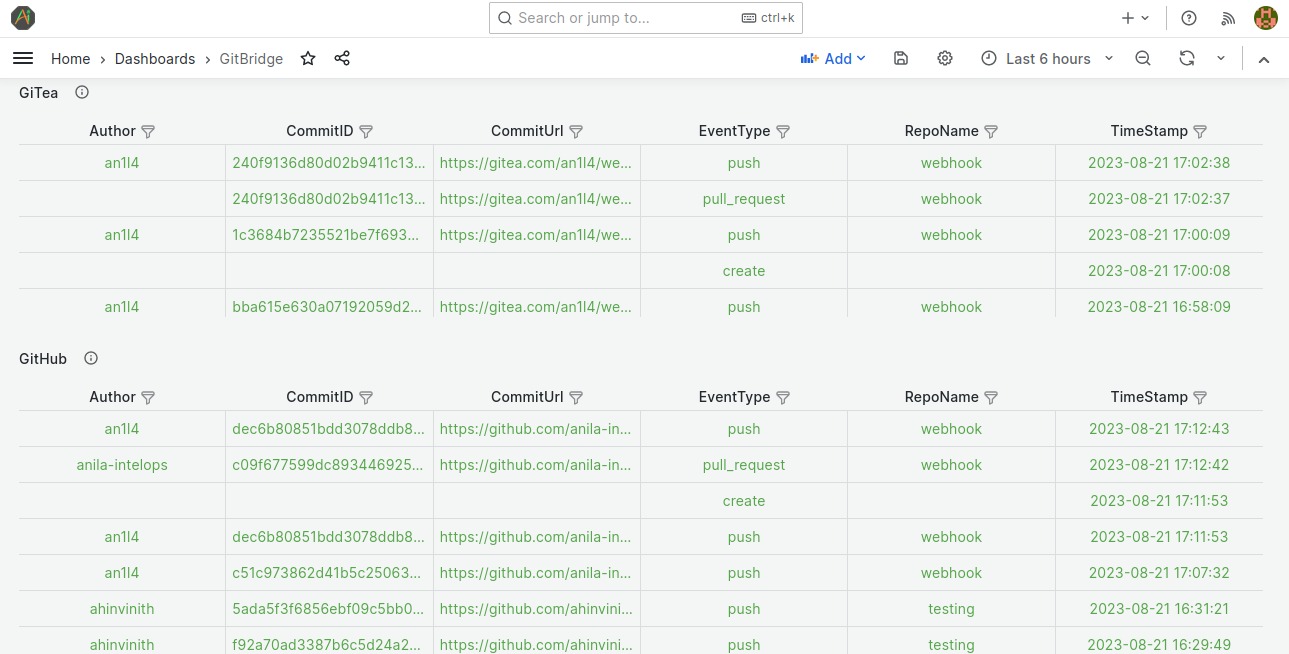 Search or jump to... ctrl+k
Home Dashboards GitBridge Add Last 6 hours
GiTea
Author CommitID CommitUrl EventType RepoName TimeStamp
an1l4 240f9136d80d02b9411c13... https://gitea.com/an1l4/we... push webhook 2023-08-21 17:02:38
240f9136d80d02b9411c13... https://gitea.com/an1l4/we... pull_request webhook 2023-08-21 17:02:37
an1l4 1c3684b7235521be7f693... https://gitea.com/an1l4/we... push webhook 2023-08-21 17:00:09
create 2023-08-21 17:00:08
an1l4 bba615e630a07192059d2... https://gitea.com/an1l4/we... push webhook 2023-08-21 16:58:09
GitHub
Author CommitID CommitUrl EventType RepoName TimeStamp
an1l4 dec6b80851bdd3078ddb8... https://github.com/anila-in... push webhook 2023-08-21 17:12:43
anila-intelops c09f677599dc893446925... https://github.com/anila-in... pull_request webhook 2023-08-21 17:12:42
create 2023-08-21 17:11:53
an1l4 dec6b80851bdd3078ddb8... https://github.com/anila-in... push webhook 2023-08-21 17:11:53
an1l4 c51c973862d41b5c25063... https://github.com/anila-in... push webhook 2023-08-21 17:07:32
ahinvinith 5ada5f3f6856ebf09c5bb0... https://github.com/ahinvini... push testing 2023-08-21 16:31:21
ahinvinith f92a70ad3387b6c5d24a2... https://github.com/ahinvini... push testing 2023-08-21 16:29:49